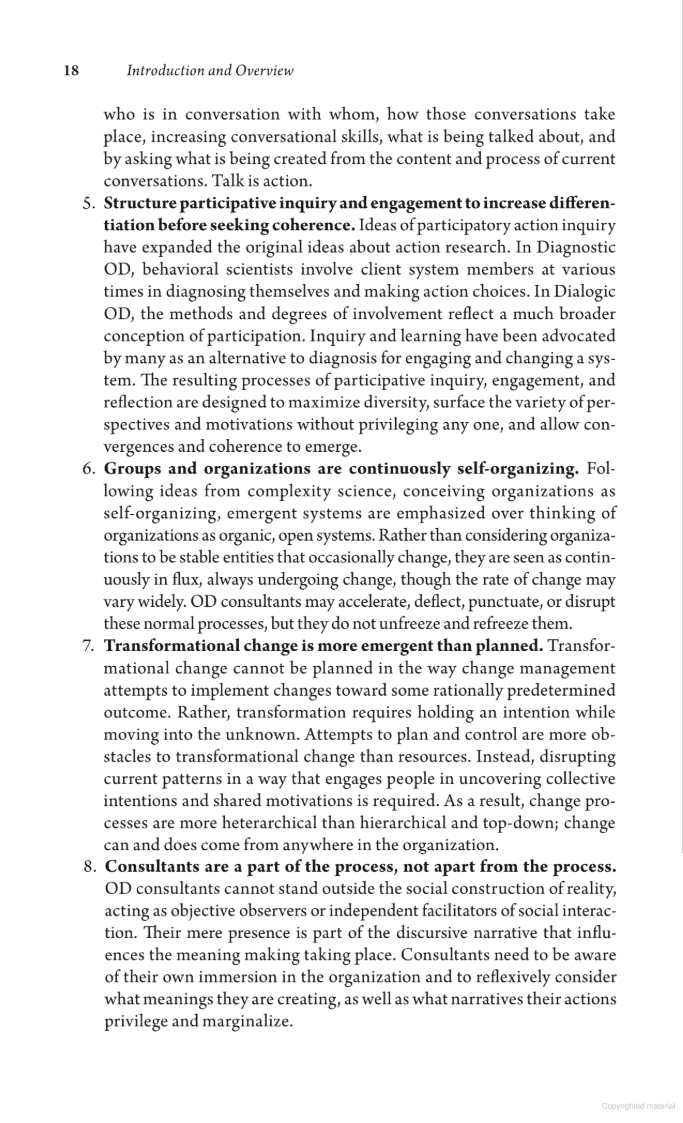 18 Introduction and Overview
who is in conversation with whom, how those conversations take
place, increasing conversational skills, what is being talked about, and
by asking what is being created from the content and process of current
conversations. Talk is action.
5. Structure participative inquiry and engagement to increase differen-
tiation before seeking coherence. Ideas of participatory action inquiry
have expanded the original ideas about action research. In Diagnostic
OD, behavioral scientists involve client system members at various
times in diagnosing themselves and making action choices. In Dialogic
OD, the methods and degrees of involvement reflect a much broader
conception of participation. Inquiry and learning have been advocated
by many as an alternative to diagnosis for engaging and changing a sys-
tem. The resulting processes of participative inquiry, engagement, and
reflection are designed to maximize diversity, surface the variety of per-
spectives and motivations without privileging any one, and allow con-
vergences and coherence to emerge.
6. Groups and organizations are continuously self-organizing. Fol-
lowing ideas from complexity science, conceiving organizations as
self-organizing, emergent systems are emphasized over thinking of
organizations as organic, open systems. Rather than considering organiza-
tions to be stable entities that occasionally change, they are seen as contin-
uously in flux, always undergoing change, though the rate of change may
vary widely. OD consultants may accelerate, deflect, punctuate, or disrupt
these normal processes, but they do not unfreeze and refreeze them.
7. Transformational change is more emergent than planned. Transfor-
mational change cannot be planned in the way change management
attempts to implement changes toward some rationally predetermined
outcome. Rather, transformation requires holding an intention while
moving into the unknown. Attempts to plan and control are more ob-
stacles to transformational change than resources. Instead, disrupting
current patterns in a way that engages people in uncovering collective
intentions and shared motivations is required. As a result, change pro-
cesses are more heterarchical than hierarchical and top-down; change
can and does come from anywhere in the organization.
8. Consultants are a part of the process, not apart from the process.
OD consultants cannot stand outside the social construction of reality,
acting as objective observers or independent facilitators of social interac-
tion. Their mere presence is part of the discursive narrative that influ-
ences the meaning making taking place. Consultants need to be aware
of their own immersion in the organization and to reflexively consider
what meanings they are creating, as well as what narratives their actions
privilege and marginalize.
Copyrighted material